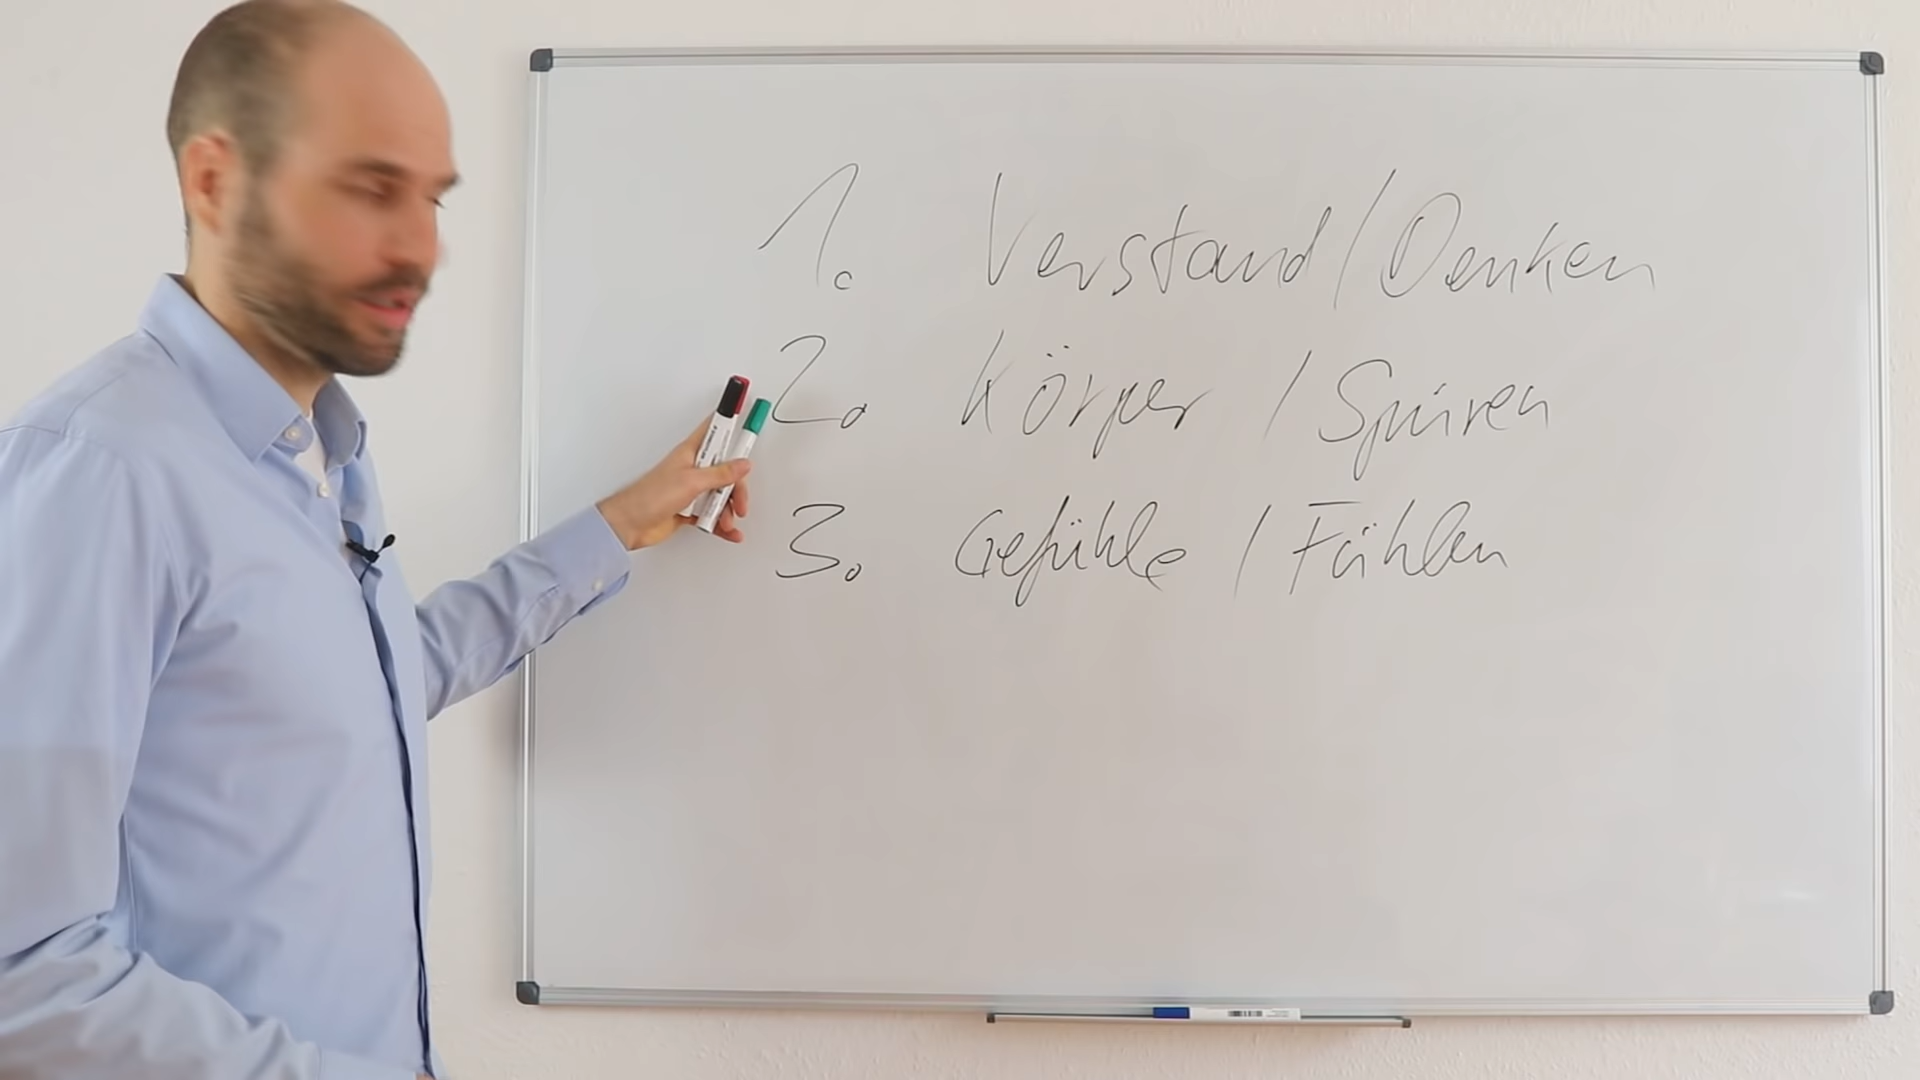 1. Verstand / Denken
2. Körper / Spüren
3. Gefühle / Fühlen